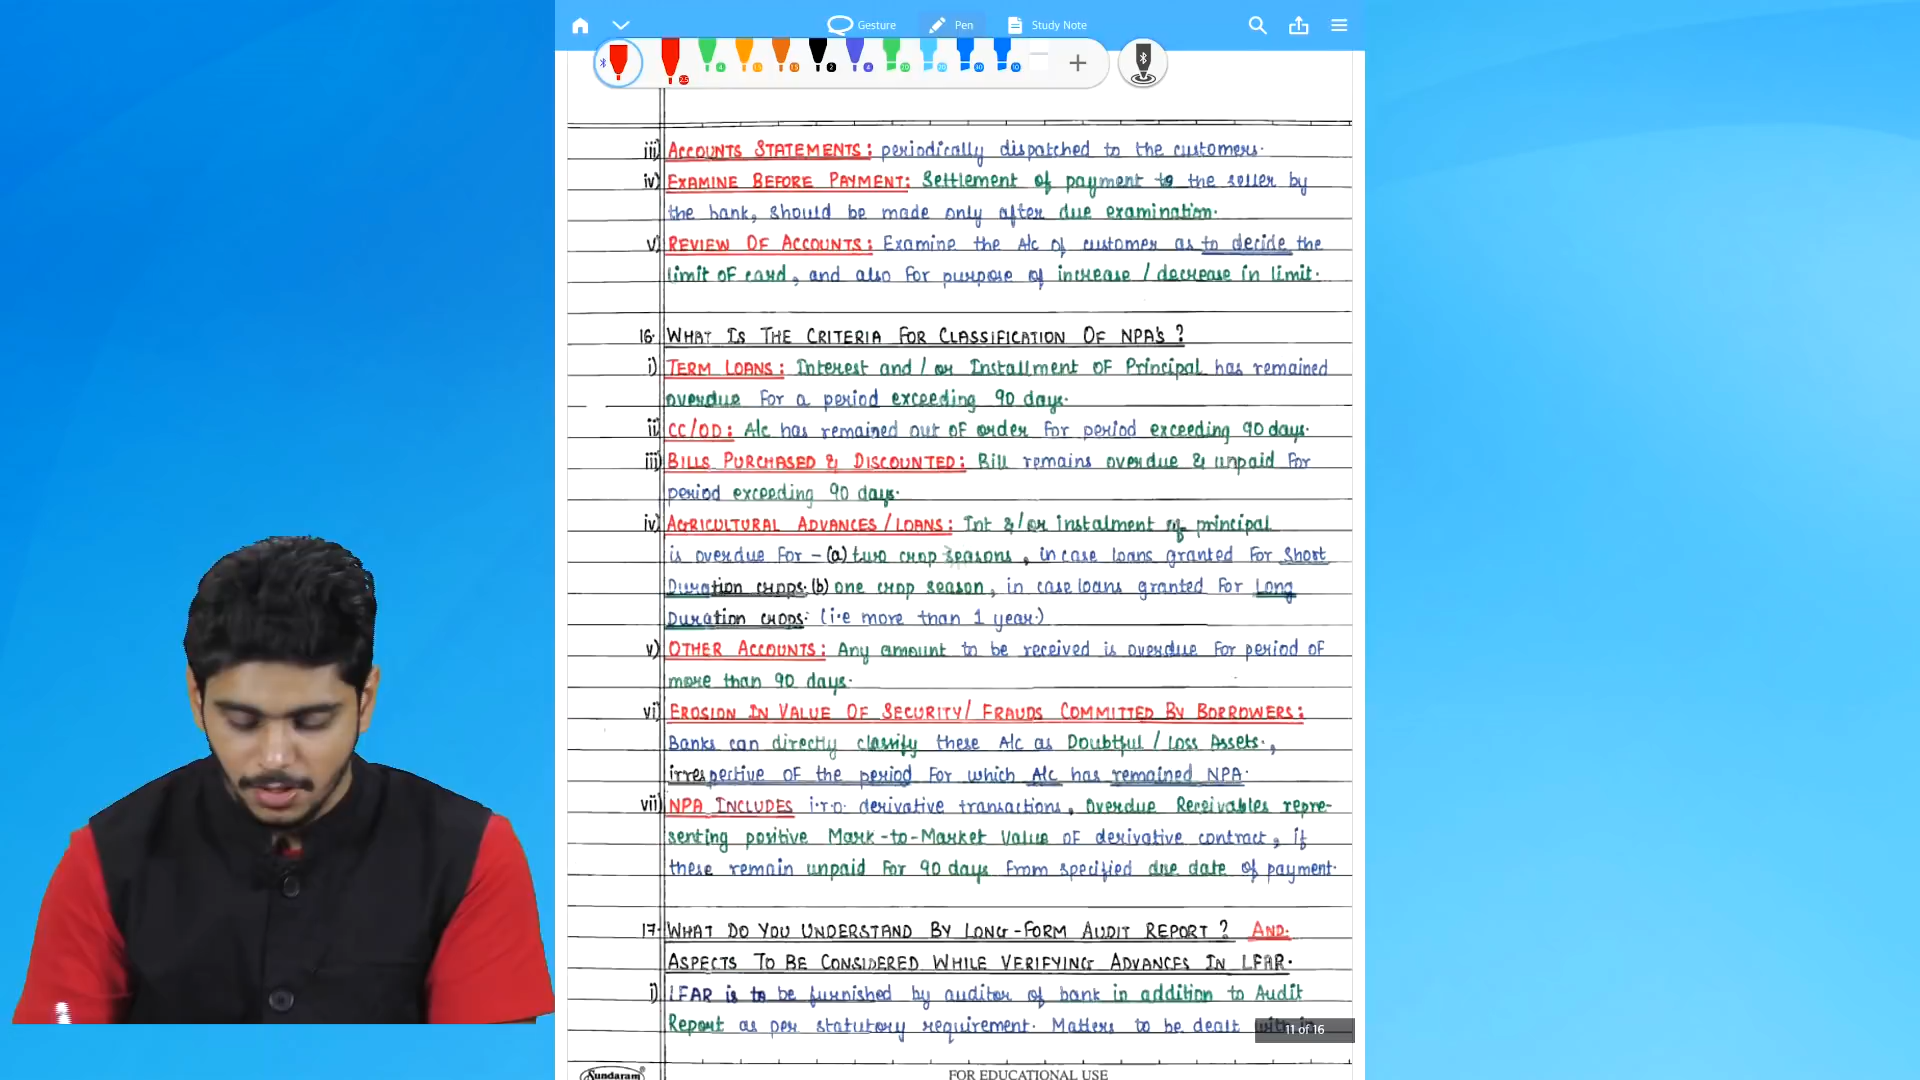 Gesture Pen Study Note
iii) ACCOUNTS STATEMENTS: periodically dispatched to the customers.
iv) EXAMINE BEFORE PAYMENT: Settlement of payment to the seller by
the bank, should be made only after due examination.
v) REVIEW OF ACCOUNTS: Examine the A/c of customer as to decide the
limit of card, and also for purpose of increase / decrease in limit.
16. WHAT IS THE CRITERIA FOR CLASSIFICATION OF NPA's ?
i) TERM LOANS: Interest and / or Installment OF Principal has remained
overdue for a period exceeding 90 days.
ii) CC/OD: A/c has remained out of order for period exceeding 90 days.
iii) BILLS PURCHASED & DISCOUNTED: Bill remains overdue & unpaid for
period exceeding 90 days.
iv) AGRICULTURAL ADVANCES / LOANS: Int &/or instalment of principal
is overdue for - (a) two crop seasons, in case loans granted for Short
Duration crops. (b) one crop season, in case loans granted for Long
Duration crops. (i.e more than 1 year.)
v) OTHER ACCOUNTS: Any amount to be received is overdue for period of
more than 90 days.
vi) EROSION IN VALUE OF SECURITY/ FRAUDS COMMITTED BY BORROWERS:
Banks can directly classify these A/c as Doubtful / Loss Assets.,
irrespective of the period for which A/c has remained NPA.
vii) NPA INCLUDES i.r.o. derivative transactions, Overdue Receivables repre-
senting positive Mark-to-Market Value of derivative contract, if
these remain unpaid for 90 days from specified due date of payment.
17. WHAT DO YOU UNDERSTAND BY LONG-FORM AUDIT REPORT ? AND.
ASPECTS TO BE CONSIDERED WHILE VERIFYING ADVANCES IN LFAR.
i) LFAR is to be furnished by auditor of bank in addition to Audit
Report as per statutory requirement. Matters to be dealt with in
11 of 16
Sundaram FOR EDUCATIONAL USE